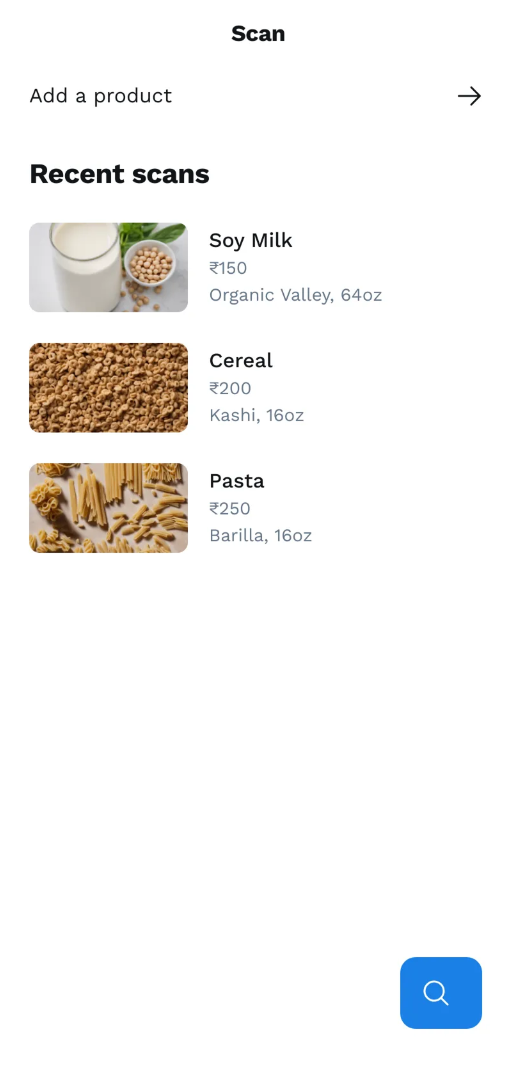 Scan
Add a product
Recent scans
Soy Milk
₹150
Organic Valley, 64oz
Cereal
₹200
Kashi, 16oz
Pasta
₹250
Barilla, 16oz